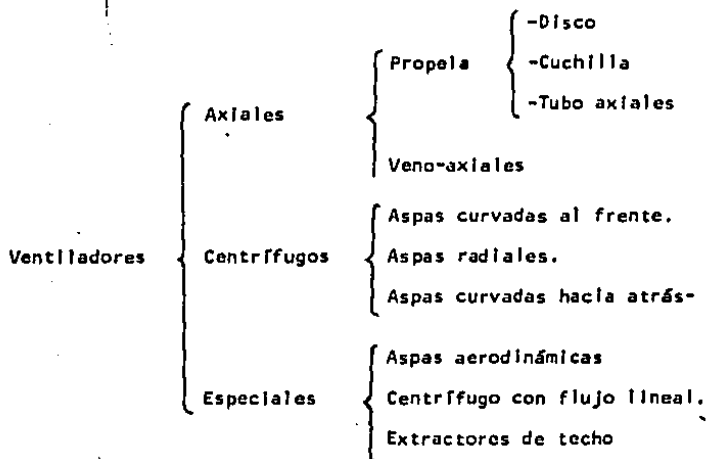 -Disco
Propela
-Cuchilla
-Tubo axiales
Axiales
Veno-axiales
Aspas curvadas al frente.
Ventiladores
Centrífugos
Aspas radiales.
Aspas curvadas hacia atrás-
Aspas aerodinámicas
Especiales
Centrífugo con flujo lineal.
Extractores de techo